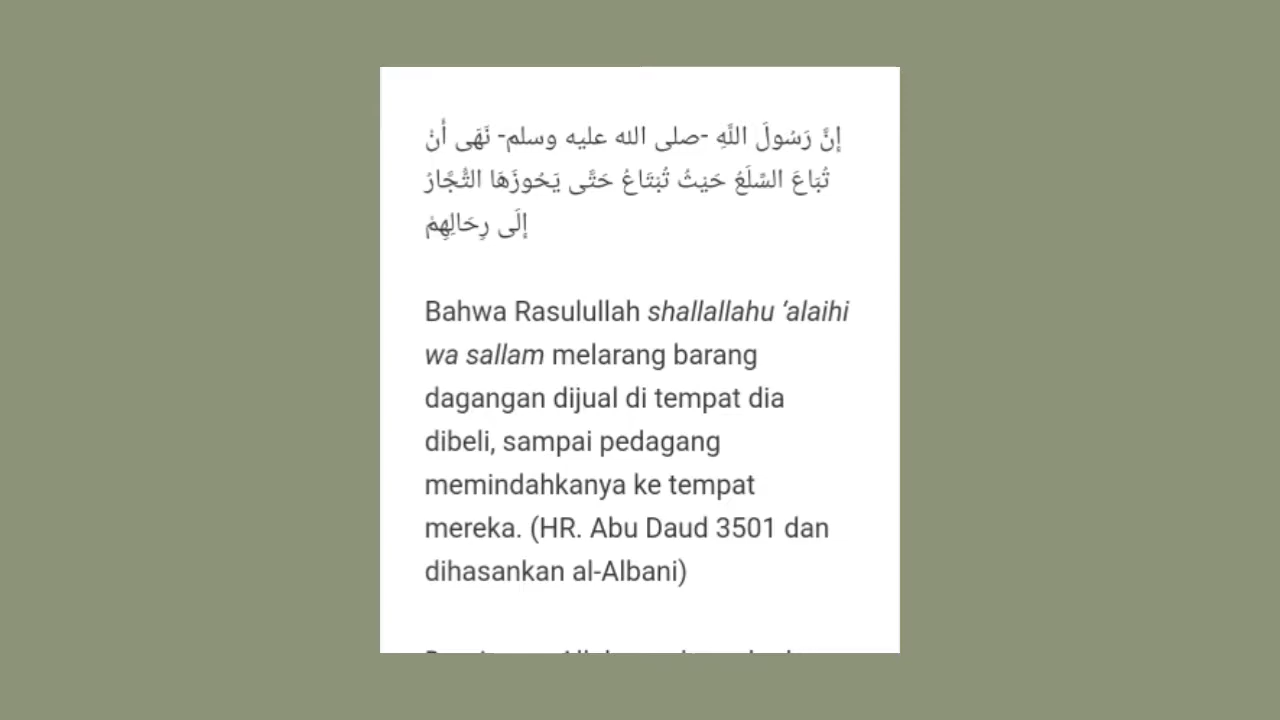 إنَّ رَسُولَ اللَّهِ -صلى الله عليه وسلم- نَهَى أَنْ
تُبَاعَ السِّلَعُ حَيْثُ تُبْتَاعُ حَتَّى يَحُوزَهَا التُّجَّارُ
إلَى رِحَالِهِمْ
Bahwa Rasulullah shallallahu ‘alaihi
wa sallam melarang barang
dagangan dijual di tempat dia
dibeli, sampai pedagang
memindahkanya ke tempat
mereka. (HR. Abu Daud 3501 dan
dihasankan al-Albani)